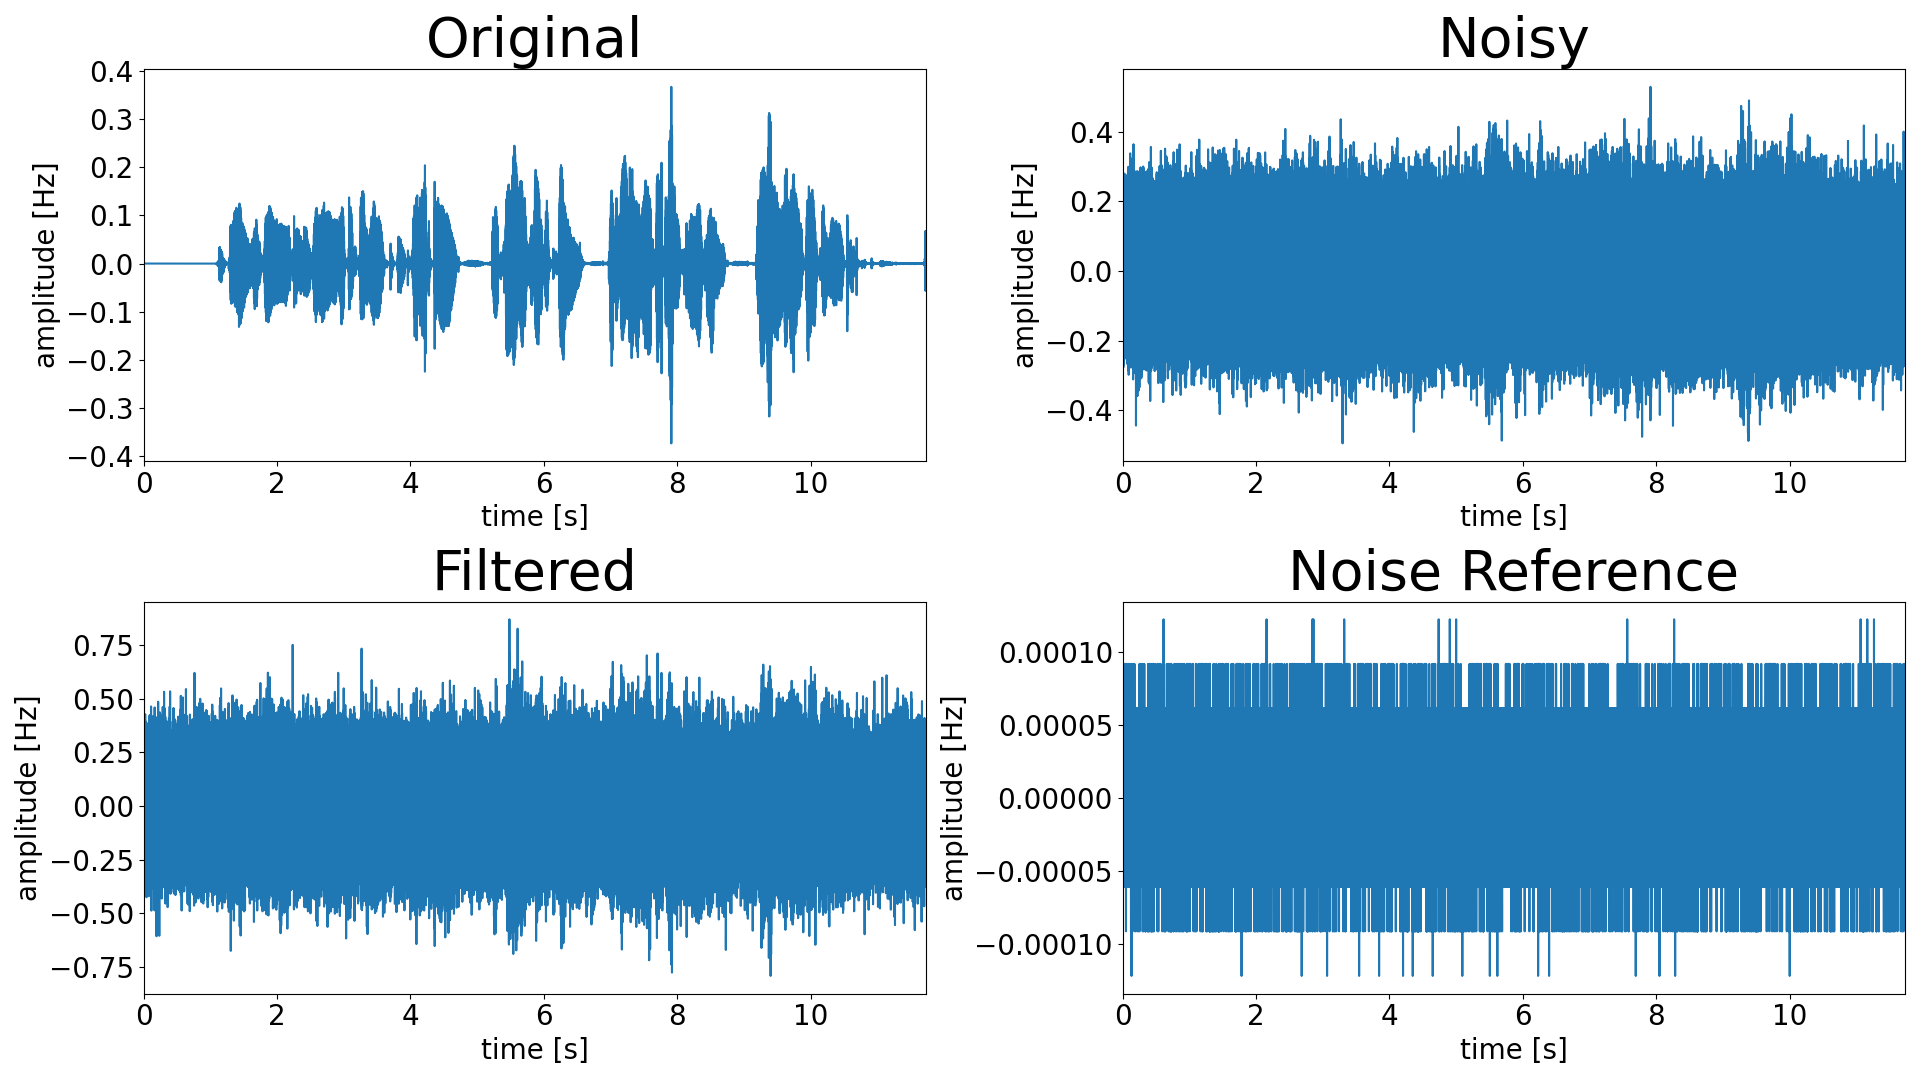 Original
0.4
0.3
0.2
0.1
0.0
−0.1
−0.2
−0.3
−0.4
amplitude [Hz]
0 2 4 6 8 10
time [s]
Noisy
0.4
0.2
0.0
−0.2
−0.4
amplitude [Hz]
0 2 4 6 8 10
time [s]
Filtered
0.75
0.50
0.25
0.00
−0.25
−0.50
−0.75
amplitude [Hz]
0 2 4 6 8 10
time [s]
Noise Reference
0.00010
0.00005
0.00000
−0.00005
−0.00010
amplitude [Hz]
0 2 4 6 8 10
time [s]